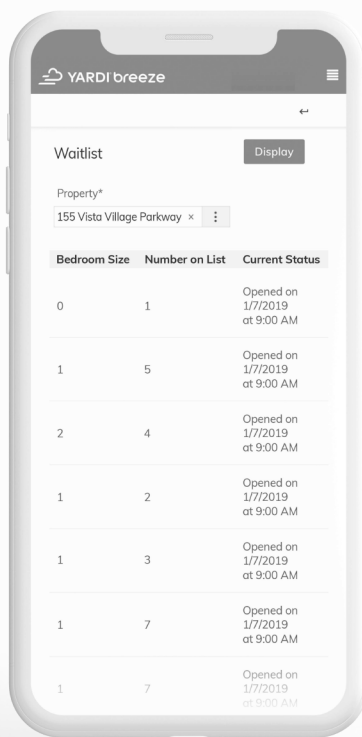 YARDI breeze
Waitlist
Display
Property*
155 Vista Village Parkway ×
Bedroom Size Number on List Current Status
0 1 Opened on
1/7/2019
at 9:00 AM
1 5 Opened on
1/7/2019
at 9:00 AM
2 4 Opened on
1/7/2019
at 9:00 AM
1 2 Opened on
1/7/2019
at 9:00 AM
1 3 Opened on
1/7/2019
at 9:00 AM
1 7 Opened on
1/7/2019
at 9:00 AM
1 7 Opened on
1/7/2019
at 9:00 AM